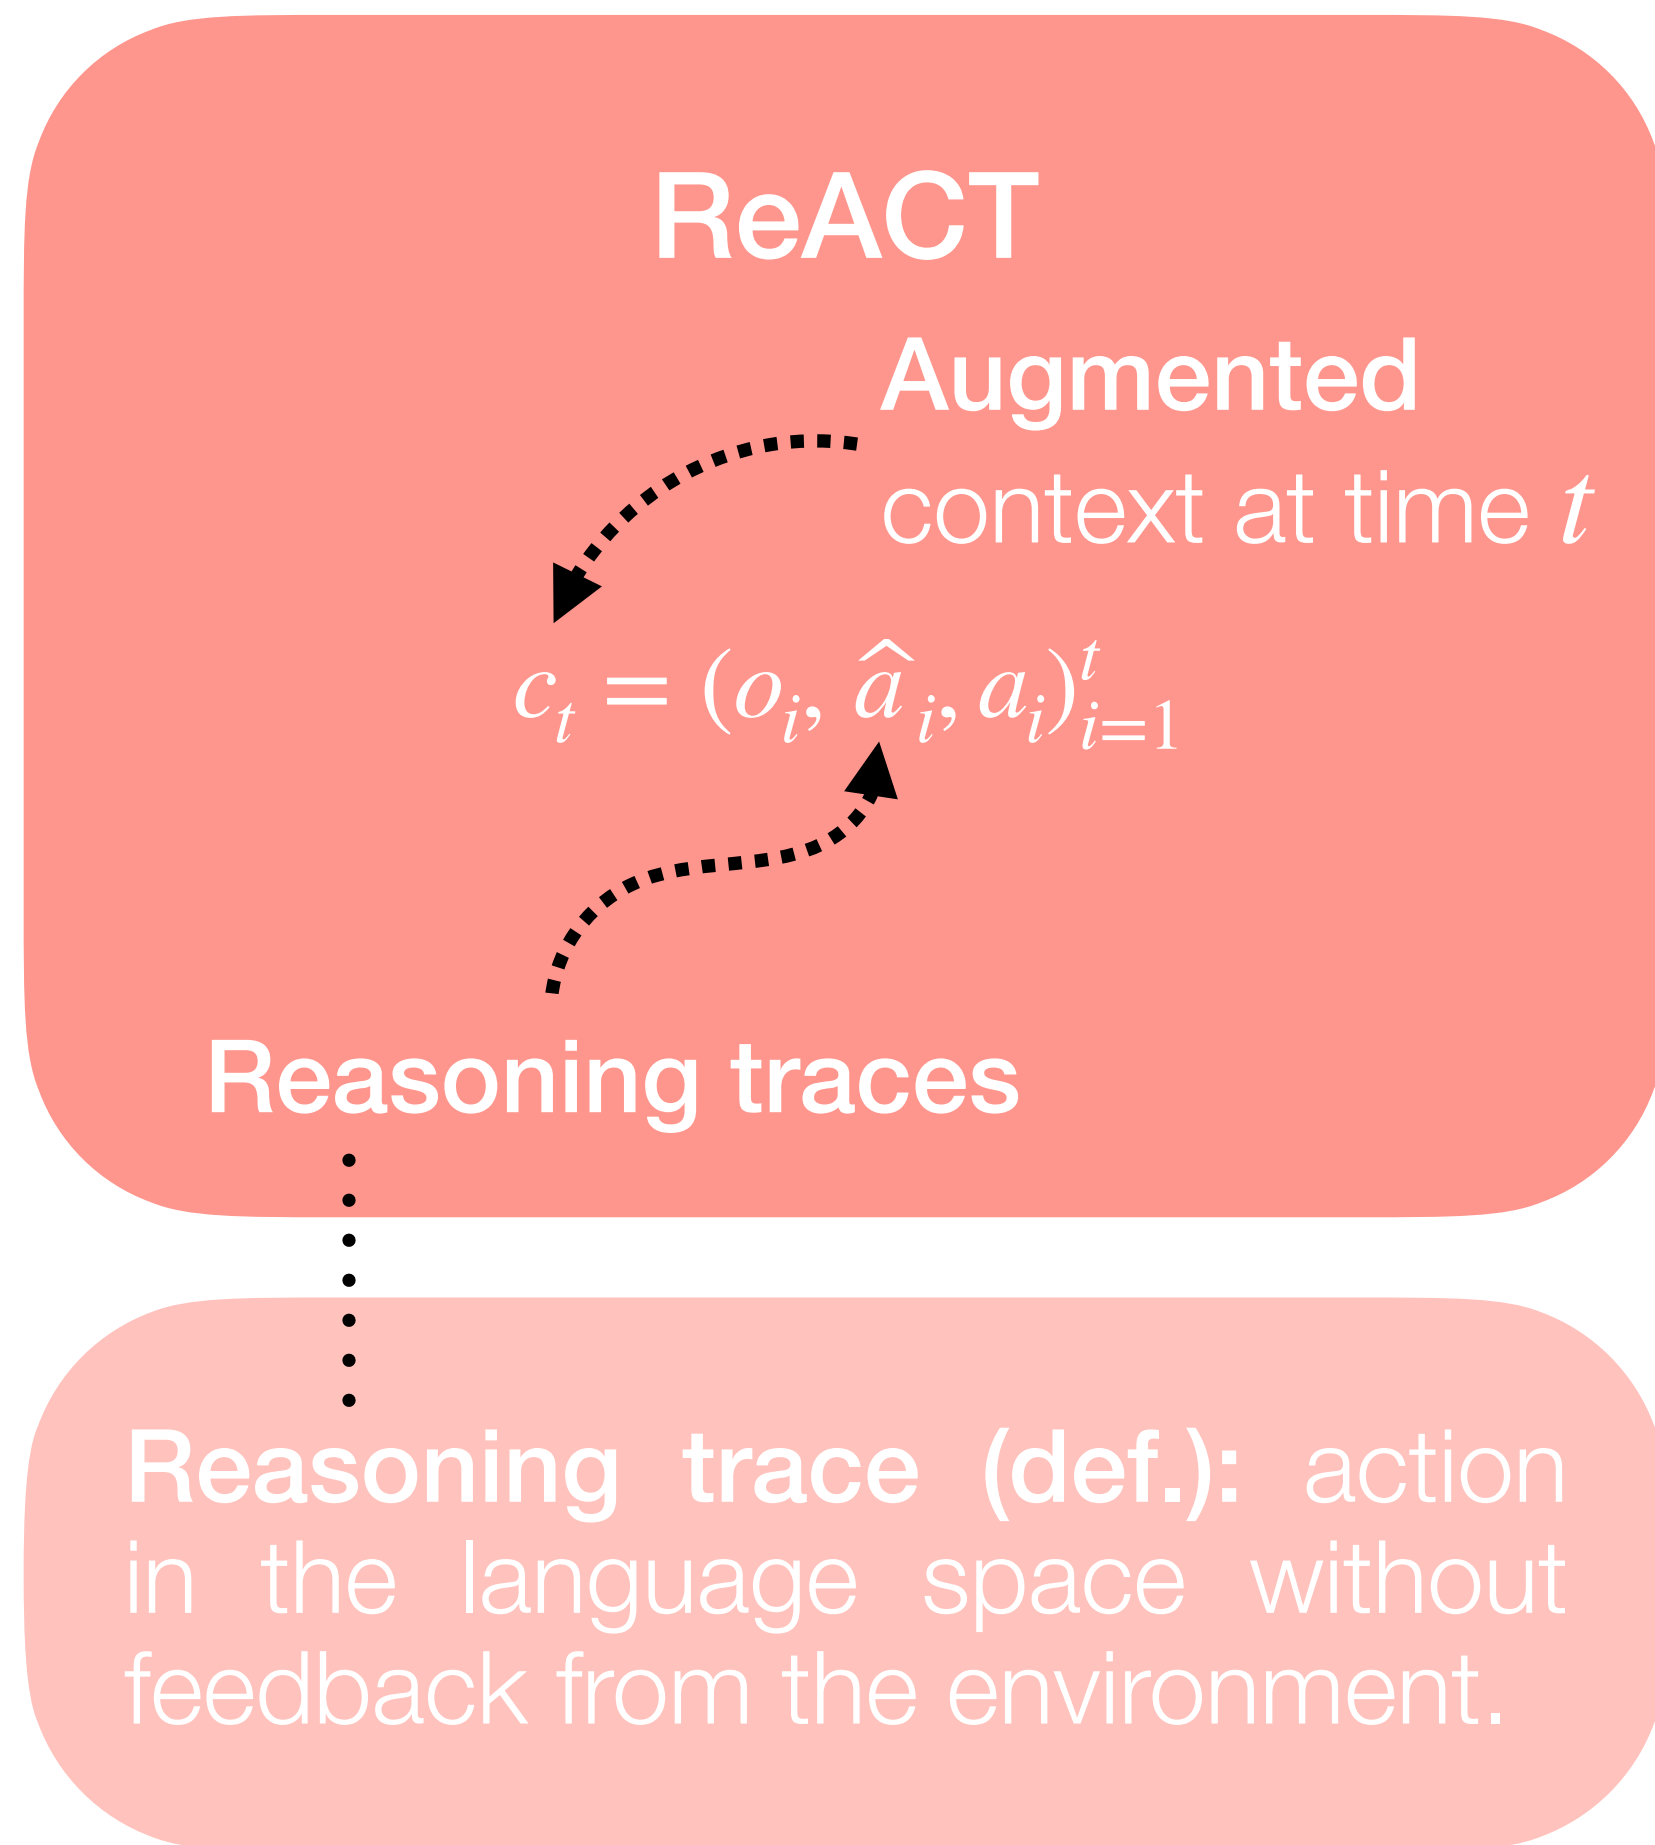 ReACT
Augmented
context at time t
c_t = (o_i, â_i, a_i)^t_{i=1}
Reasoning traces
Reasoning trace (def.): action
in the language space without
feedback from the environment.